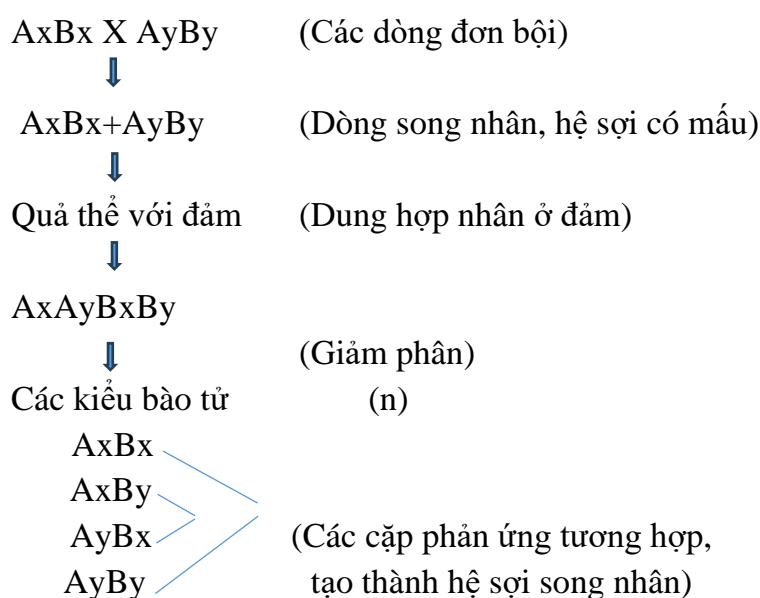 AxBx X AyBy (Các dòng đơn bội)
AxBx+AyBy (Dòng song nhân, hệ sợi có mấu)
Quả thể với đảm (Dung hợp nhân ở đảm)
AxAyBxBy
(Giảm phân)
Các kiểu bào tử (n)
AxBx
AxBy
AyBx (Các cặp phản ứng tương hợp,
AyBy tạo thành hệ sợi song nhân)